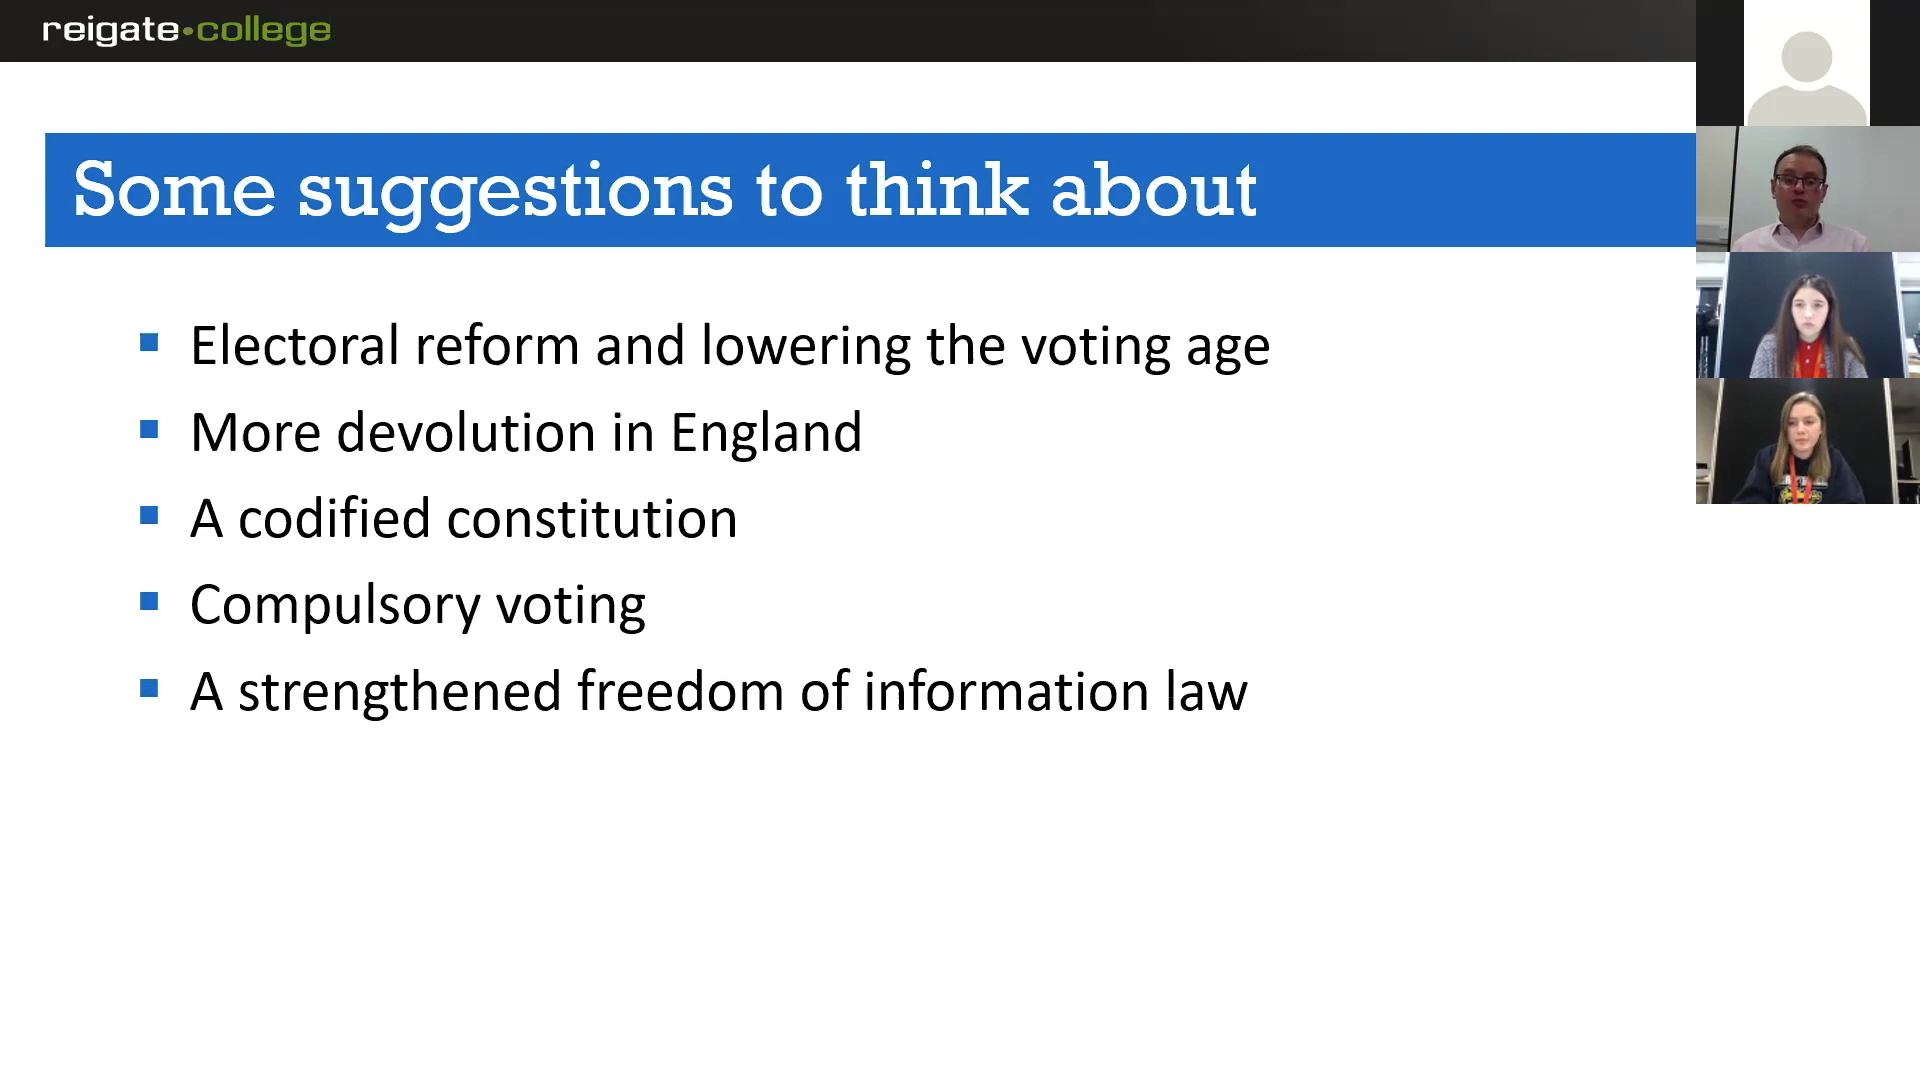 reigate•college
Some suggestions to think about
▪ Electoral reform and lowering the voting age
▪ More devolution in England
▪ A codified constitution
▪ Compulsory voting
▪ A strengthened freedom of information law